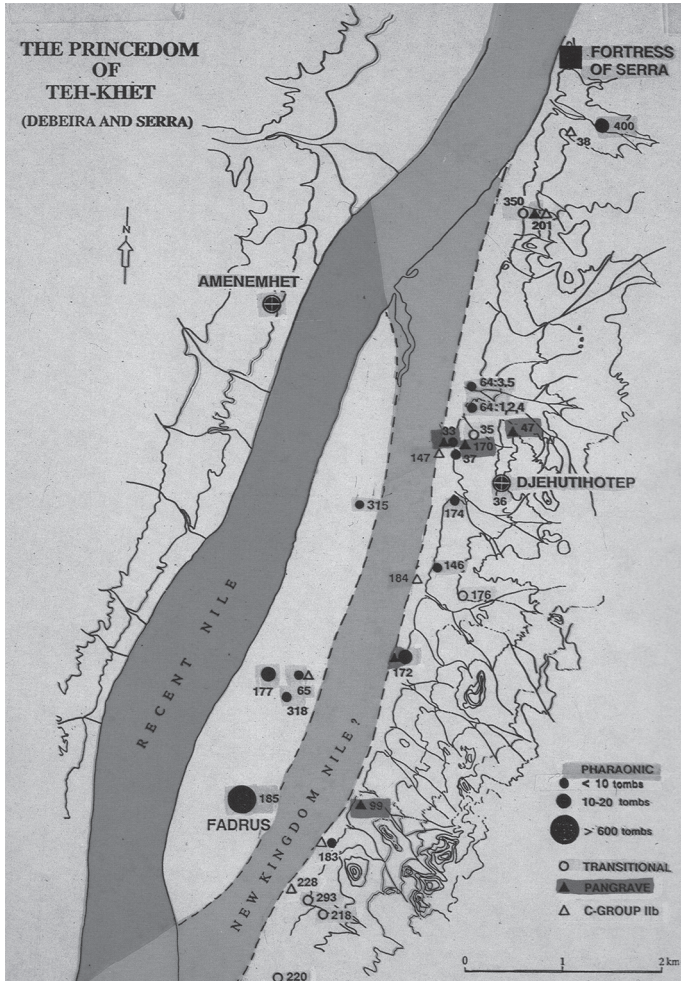 THE PRINCEDOM
OF
TEH-KHET
(DEBEIRA AND SERRA)
FORTRESS
OF SERRA
400
38
350
201
N
AMENEMHET
64:3.5
64:1,2,4
33
35
47
170
147
37
DJEHUTIHOTEP
36
315
174
146
184
176
RECENT NILE
172
177
65
318
NEW KINGDOM NILE?
185
FADRUS
99
183
228
293
218
220
PHARAONIC
< 10 tombs
10-20 tombs
> 600 tombs
TRANSITIONAL
PANGRAVE
C-GROUP IIb
0 1 2 km